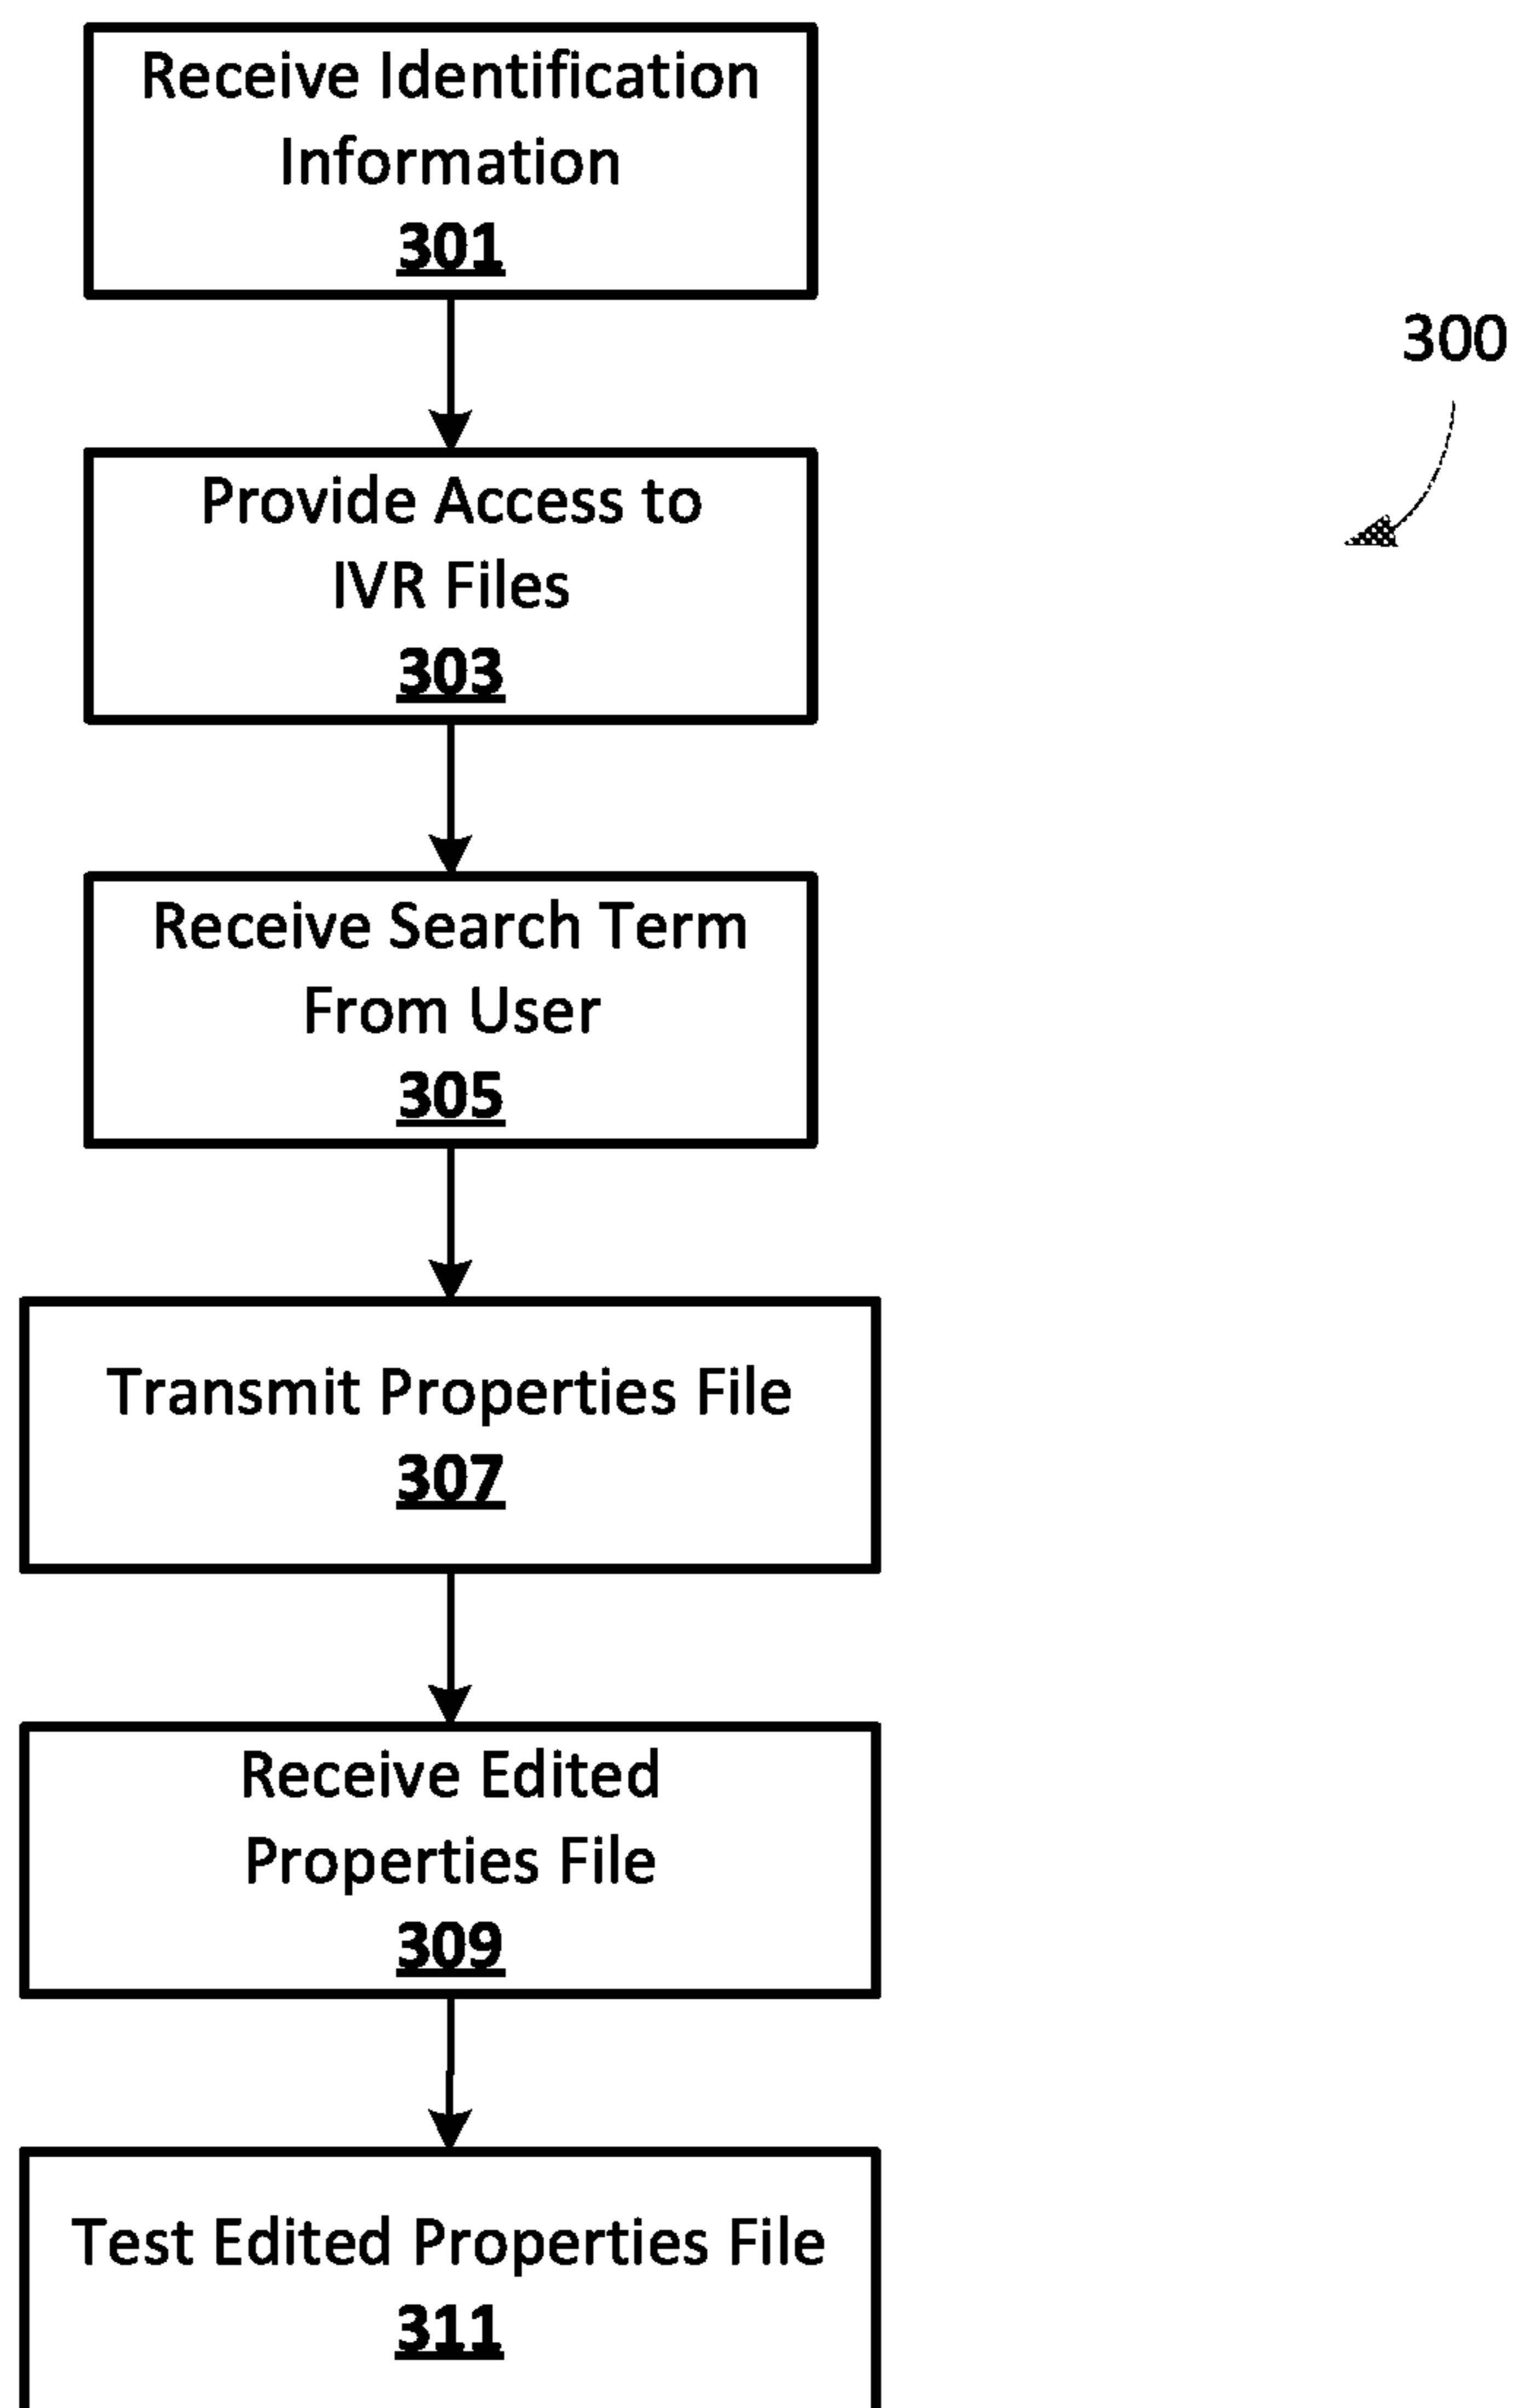 Receive Identification
Information
301
300
Provide Access to
IVR Files
303
Receive Search Term
From User
305
Transmit Properties File
307
Receive Edited
Properties File
309
Test Edited Properties File
311